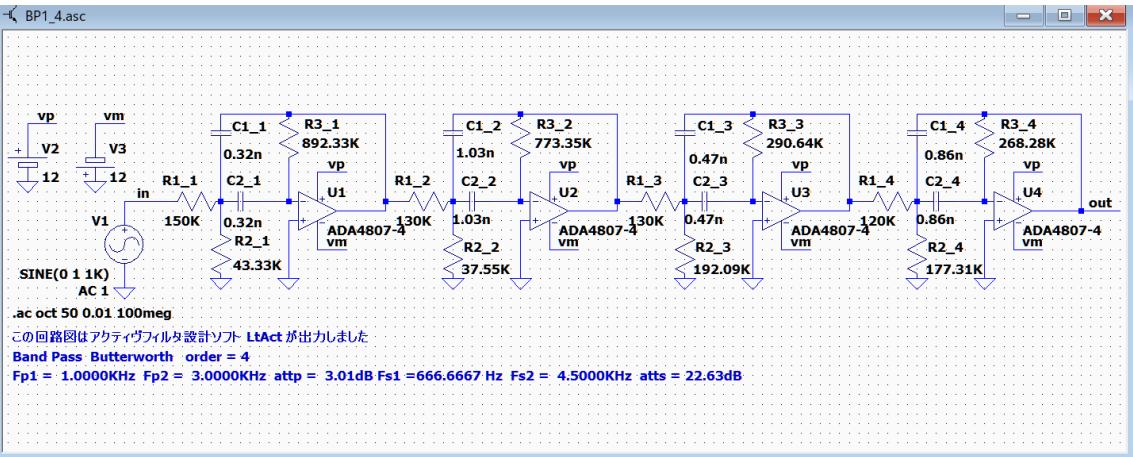 BP1_4.asc
vp
vm
V2
V3
12
12
in
V1
SINE(0 1 1K)
AC 1
R1_1
150K
C1_1
0.32n
C2_1
0.32n
R2_1
43.33K
R3_1
892.33K
vp
U1
ADA4807-4
vm
R1_2
130K
C1_2
1.03n
C2_2
1.03n
R2_2
37.55K
R3_2
773.35K
vp
U2
ADA4807-4
vm
R1_3
130K
C1_3
0.47n
C2_3
0.47n
R2_3
192.09K
R3_3
290.64K
vp
U3
ADA4807-4
vm
R1_4
120K
C1_4
0.86n
C2_4
0.86n
R2_4
177.31K
R3_4
268.28K
vp
U4
ADA4807-4
vm
out
.ac oct 50 0.01 100meg
この回路図はアクティヴフィルタ設計ソフト LtAct が出力しました
Band Pass Butterworth order = 4
Fp1 = 1.0000KHz Fp2 = 3.0000KHz attp = 3.01dB Fs1 =666.6667 Hz Fs2 = 4.5000KHz atts = 22.63dB